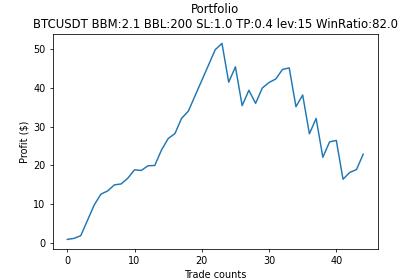 Portfolio
BTCUSDT BBM:2.1 BBL:200 SL:1.0 TP:0.4 lev:15 WinRatio:82.0
50
40
30
20
10
0
Profit ($)
0 10 20 30 40
Trade counts